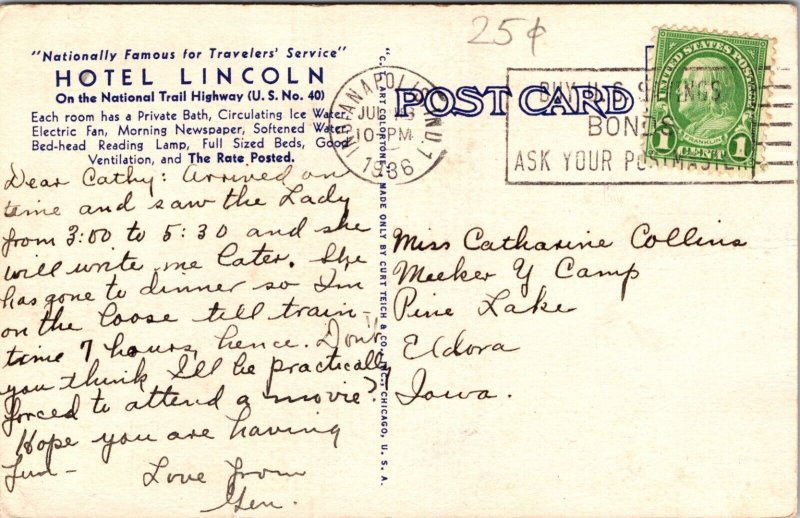 25¢
"Nationally Famous for Travelers' Service"
HOTEL LINCOLN
On the National Trail Highway (U. S. No. 40)
Each room has a Private Bath, Circulating Ice Water,
Electric Fan, Morning Newspaper, Softened Water,
Bed-head Reading Lamp, Full Sized Beds, Good
Ventilation, and The Rate Posted.
Dear Cathy: Arrived on
time and saw the Lady
from 3:00 to 5:30 and she
will write me later. She
has gone to dinner so I'm
on the loose till train-
time 7 hours hence. Don't
you think I'll be practically
forced to attend a movie?
Hope you are having
fun - Love from
Gen.
MADE ONLY BY CURT TEICH & CO., INC., CHICAGO, U. S. A.
POST CARD
INDIANAPOLIS, IND. 7
10 PM
1936
BUY U.S. SAVINGS
BONDS
ASK YOUR POSTMASTER
UNITED STATES POSTAGE
FRANKLIN
1 CENT 1
Miss Catharine Collins
Meeker Y Camp
Pine Lake
Eldora
Iowa.